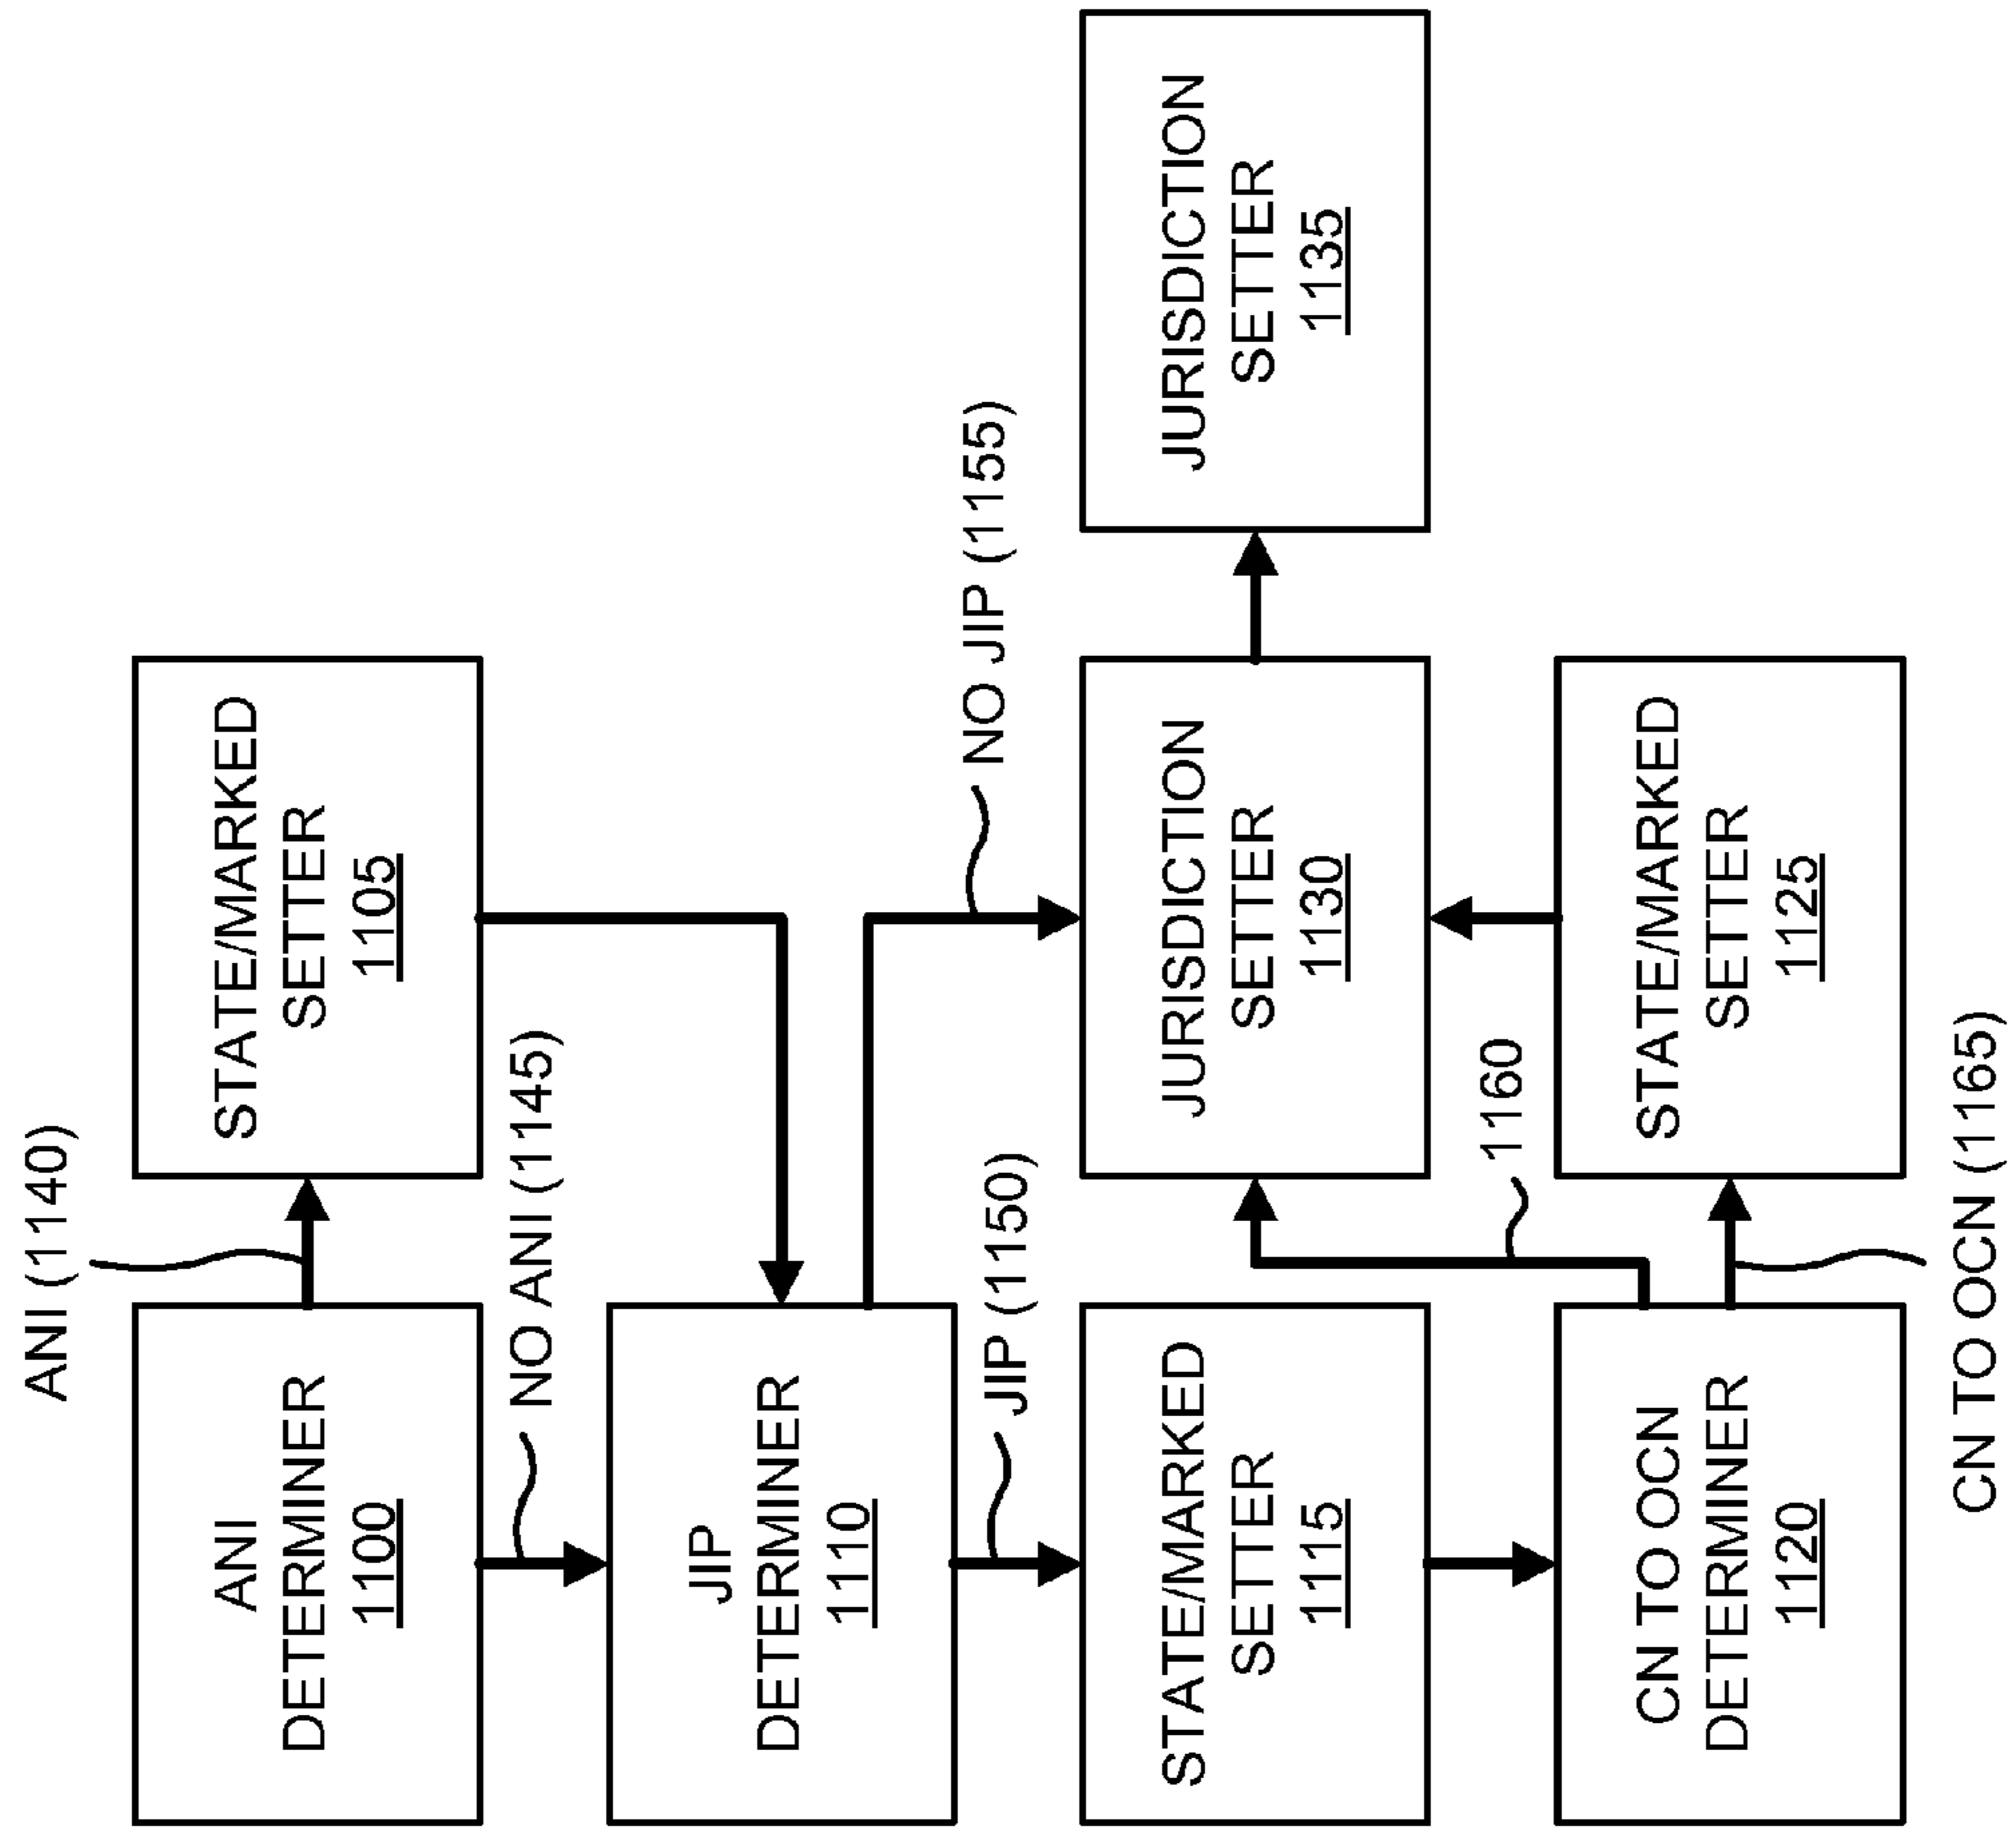 ANI (1140)
ANI
DETERMINER
1100
STATE/MARKED
SETTER
1105
NO ANI (1145)
JIP
DETERMINER
1110
NO JIP (1155)
JIP (1150)
STATE/MARKED
SETTER
1115
JURISDICTION
SETTER
1130
JURISDICTION
SETTER
1135
1160
CN TO OCN
DETERMINER
1120
STATE/MARKED
SETTER
1125
CN TO OCN (1165)